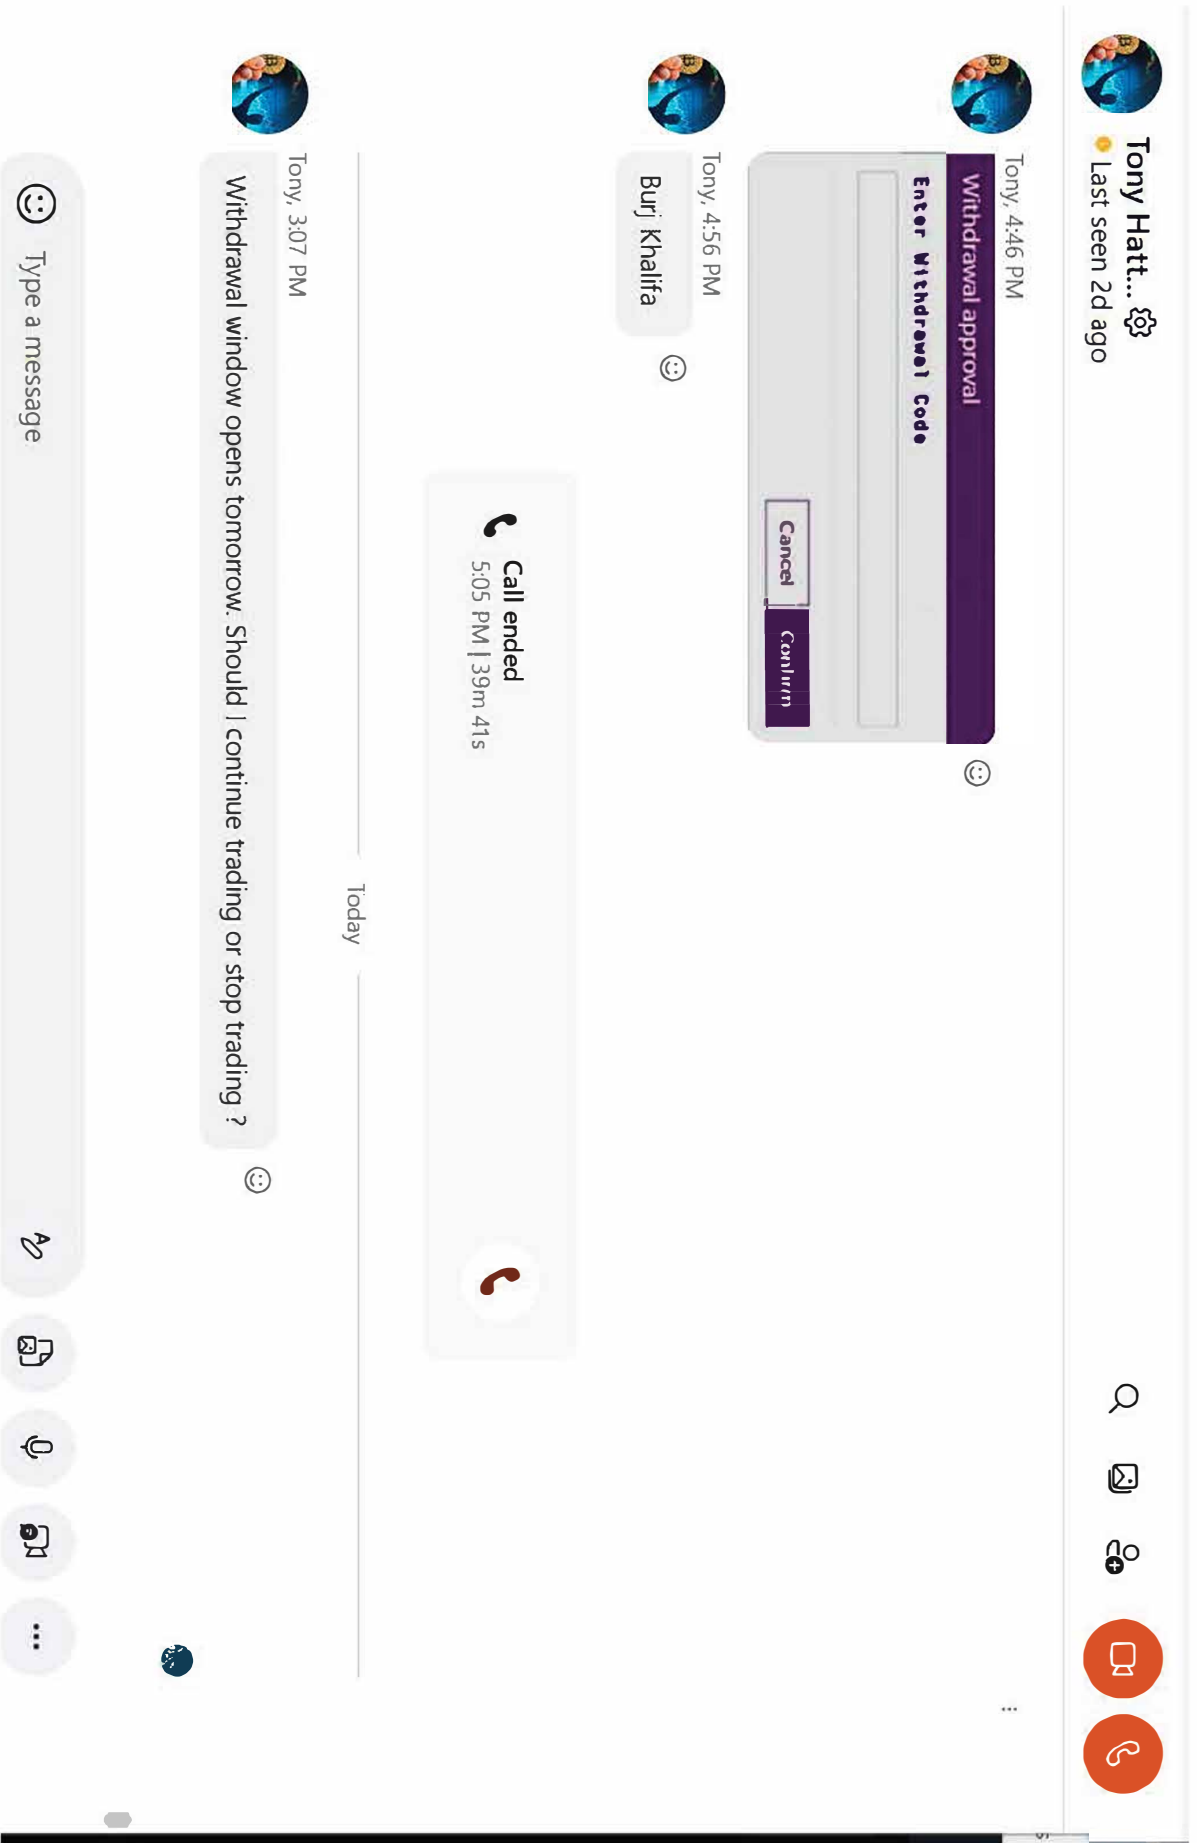 Tony Hatt...
Last seen 2d ago
Tony, 4:46 PM
Withdrawal approval
Enter Withdrawal Code
Cancel
Confirm
Tony, 4:56 PM
Burj Khalifa
Call ended
5:05 PM | 39m 41s
Today
Tony, 3:07 PM
Withdrawal window opens tomorrow. Should I continue trading or stop trading ?
Type a message